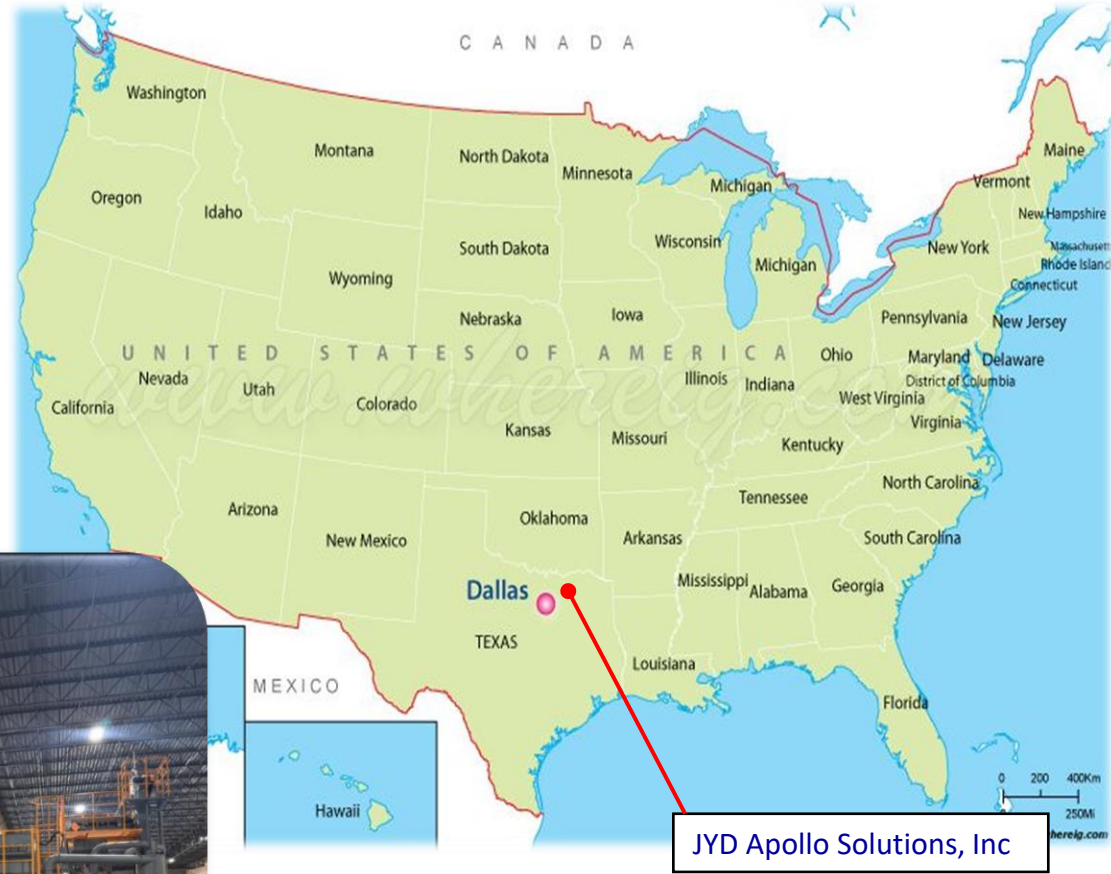 CANADA
Washington
Montana
North Dakota
Minnesota
Michigan
Maine
Vermont
Oregon
Idaho
New Hampshire
South Dakota
Wisconsin
New York
Massachusett
Rhode Island
Wyoming
Michigan
Connecticut
Nebraska
Iowa
Pennsylvania
New Jersey
UNITED STATES OF AMERICA
Ohio
Maryland
Delaware
Nevada
Utah
Illinois
Indiana
District of Columbia
California
Colorado
West Virginia
Kansas
Missouri
Kentucky
Virginia
North Carolina
Arizona
Oklahoma
Tennessee
New Mexico
Arkansas
South Carolina
Dallas
Mississippi
Alabama
Georgia
TEXAS
Louisiana
MEXICO
Florida
Hawaii
0 200 400Km
250Mi
JYD Apollo Solutions, Inc